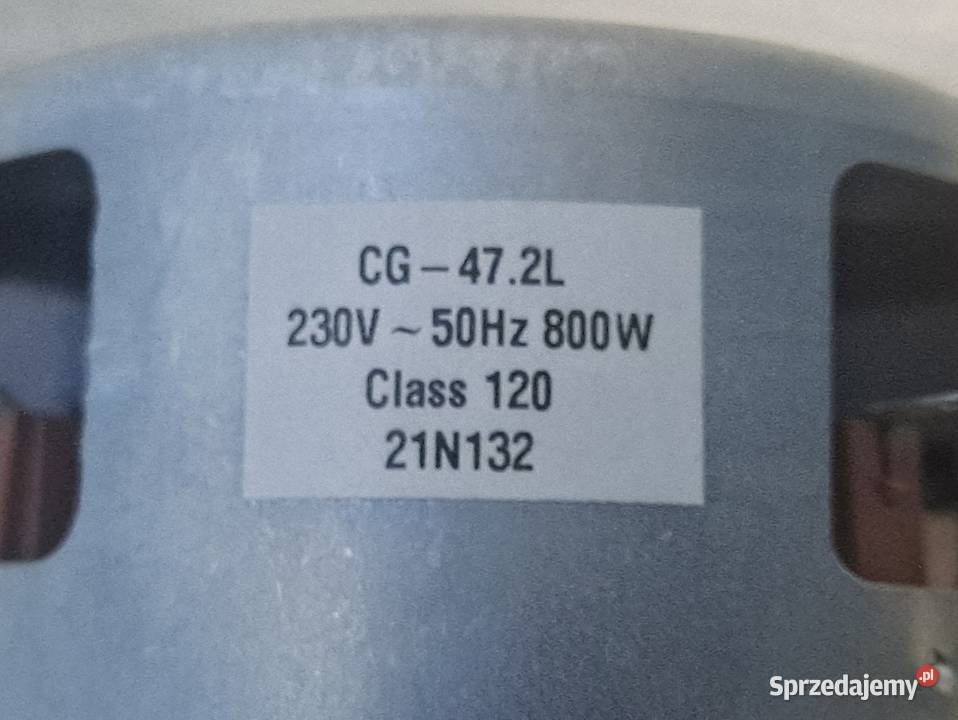 CG – 47.2L
230V ~ 50Hz 800W
Class 120
21N132
Sprzedajemy.pl